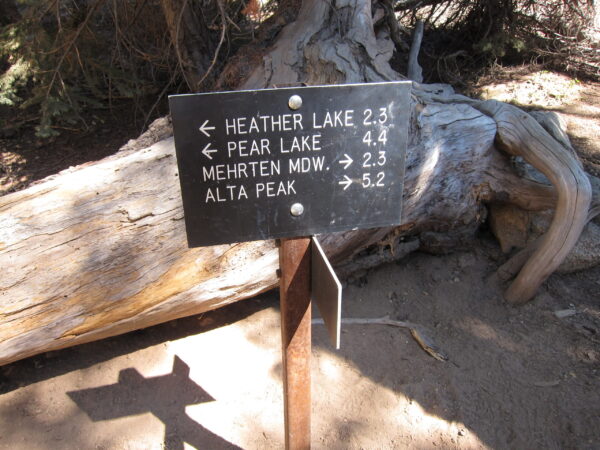 ← HEATHER LAKE 2.3
← PEAR LAKE 4.4
MEHRTEN MDW. → 2.3
ALTA PEAK → 5.2